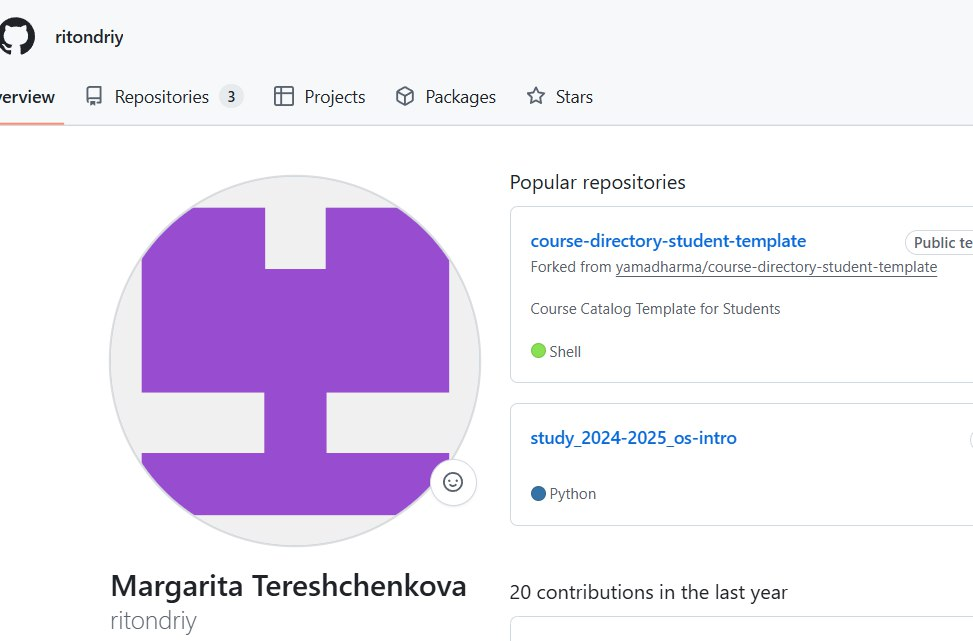 ritondriy
verview
Repositories 3
Projects
Packages
Stars
Popular repositories
course-directory-student-template
Public te
Forked from yamadharma/course-directory-student-template
Course Catalog Template for Students
Shell
study_2024-2025_os-intro
Python
Margarita Tereshchenkova
ritondriy
20 contributions in the last year